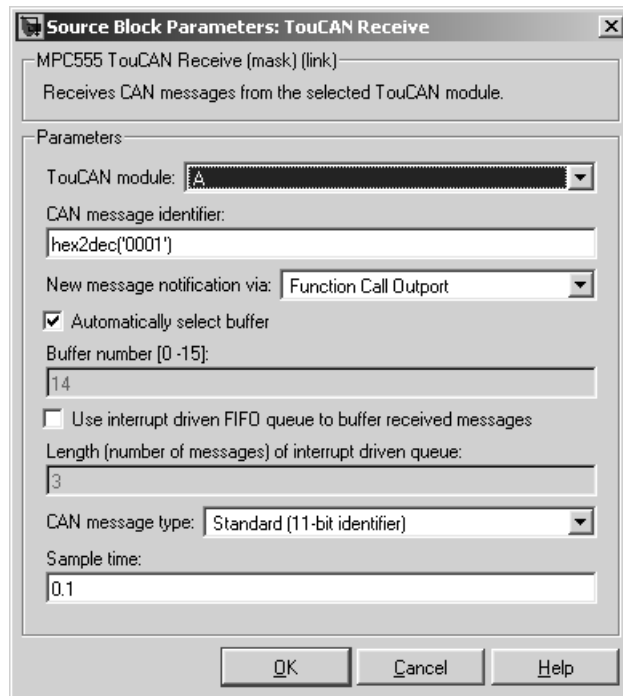 Source Block Parameters: TouCAN Receive
MPC555 TouCAN Receive (mask) (link)
Receives CAN messages from the selected TouCAN module.
Parameters
TouCAN module: A
CAN message identifier:
hex2dec('0001')
New message notification via: Function Call Outport
Automatically select buffer
Buffer number [0 -15]:
14
Use interrupt driven FIFO queue to buffer received messages
Length (number of messages) of interrupt driven queue:
3
CAN message type: Standard (11-bit identifier)
Sample time:
0.1
OK Cancel Help